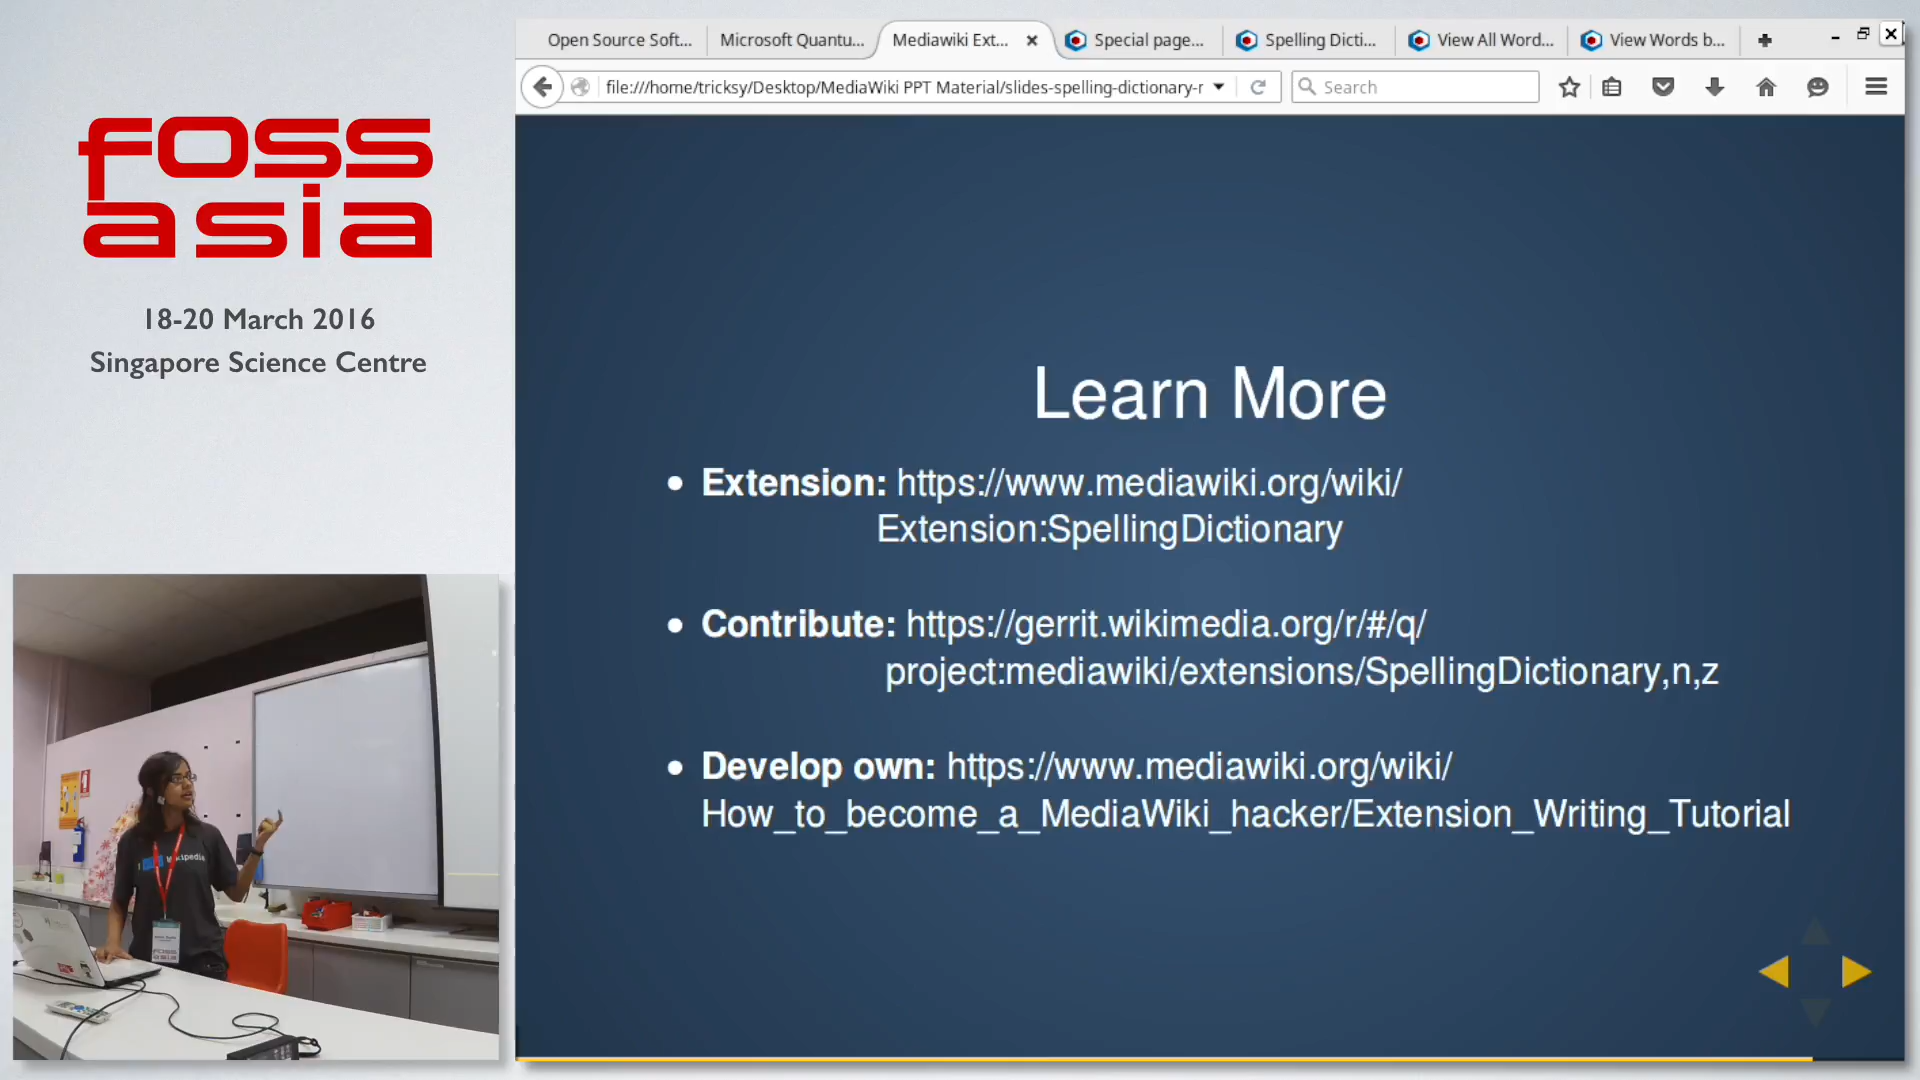 foss
asia
18-20 March 2016
Singapore Science Centre
Open Source Soft...
Microsoft Quantu...
Mediawiki Ext...
Special page...
Spelling Dicti...
View All Word...
View Words b...
file:///home/tricksy/Desktop/MediaWiki PPT Material/slides-spelling-dictionary-r
Search
Learn More
Extension: https://www.mediawiki.org/wiki/
Extension:SpellingDictionary
Contribute: https://gerrit.wikimedia.org/r/#/q/
project:mediawiki/extensions/SpellingDictionary,n,z
Develop own: https://www.mediawiki.org/wiki/
How_to_become_a_MediaWiki_hacker/Extension_Writing_Tutorial
I Wikipedia
FOSS
ASIA